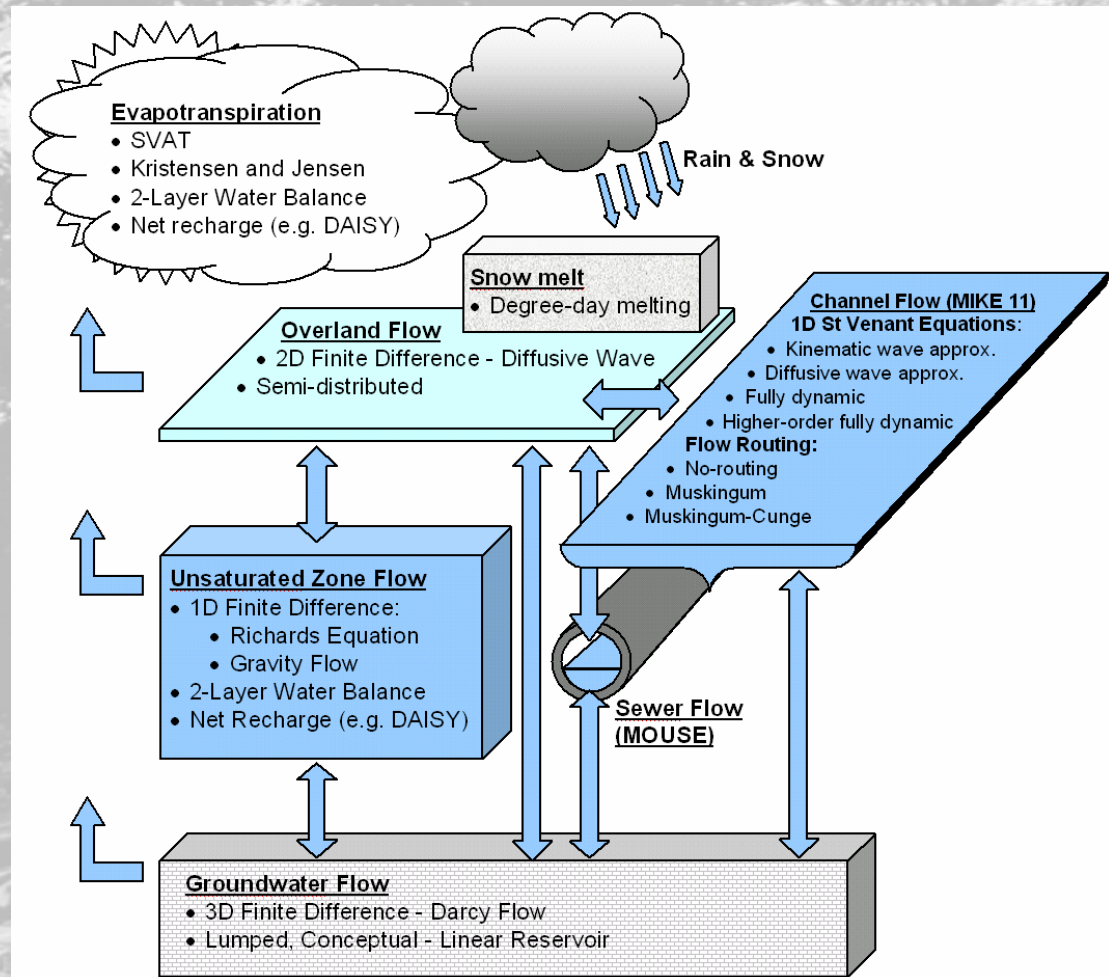 Evapotranspiration
• SVAT
• Kristensen and Jensen
• 2-Layer Water Balance
• Net recharge (e.g. DAISY)
Rain & Snow
Snow melt
• Degree-day melting
Overland Flow
• 2D Finite Difference - Diffusive Wave
• Semi-distributed
Channel Flow (MIKE 11)
1D St Venant Equations:
• Kinematic wave approx.
• Diffusive wave approx.
• Fully dynamic
• Higher-order fully dynamic
Flow Routing:
• No-routing
• Muskingum
• Muskingum-Cunge
Unsaturated Zone Flow
• 1D Finite Difference:
• Richards Equation
• Gravity Flow
• 2-Layer Water Balance
• Net Recharge (e.g. DAISY)
Sewer Flow
(MOUSE)
Groundwater Flow
• 3D Finite Difference - Darcy Flow
• Lumped, Conceptual - Linear Reservoir